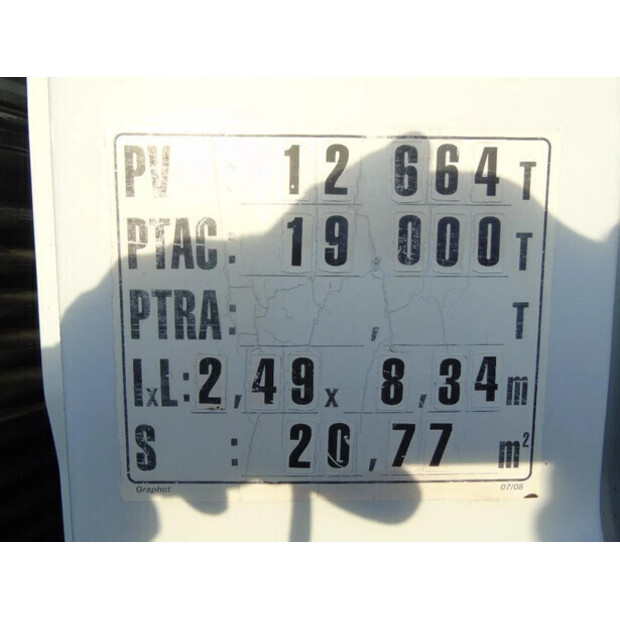 PV 12 664 T
PTAC: 19 000 T
PTRA: , T
lxL: 2,49 x 8,34 m
S : 20,77 m²
Graphot 07/08